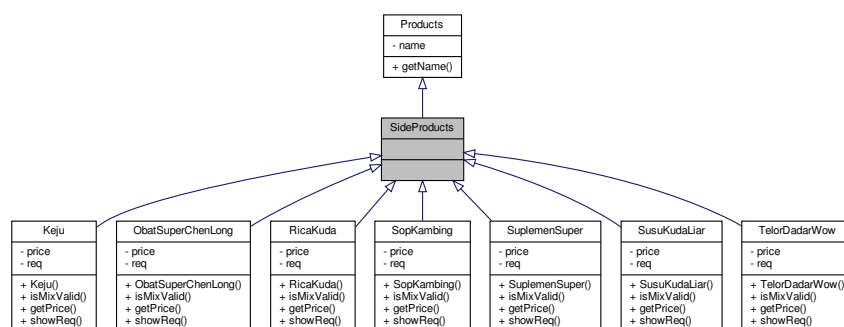 Products
- name
+ getName()
SideProducts
Keju
- price
- req
+ Keju()
+ isMixValid()
+ getPrice()
+ showReq()
ObatSuperChenLong
- price
- req
+ ObatSuperChenLong()
+ isMixValid()
+ getPrice()
+ showReq()
RicaKuda
- price
- req
+ RicaKuda()
+ isMixValid()
+ getPrice()
+ showReq()
SopKambing
- price
- req
+ SopKambing()
+ isMixValid()
+ getPrice()
+ showReq()
SuplemenSuper
- price
- req
+ SuplemenSuper()
+ isMixValid()
+ getPrice()
+ showReq()
SusuKudaLiar
- price
- req
+ SusuKudaLiar()
+ isMixValid()
+ getPrice()
+ showReq()
TelorDadarWow
- price
- req
+ TelorDadarWow()
+ isMixValid()
+ getPrice()
+ showReq()